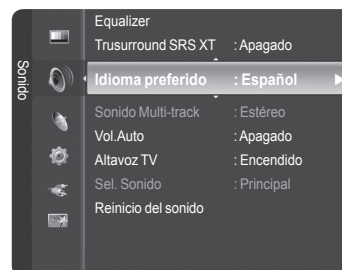 Sonido
Equalizer
Trusurround SRS XT : Apagado
Idioma preferido : Español
Sonido Multi-track : Estéreo
Vol.Auto : Apagado
Altavoz TV : Encendido
Sel. Sonido : Principal
Reinicio del sonido